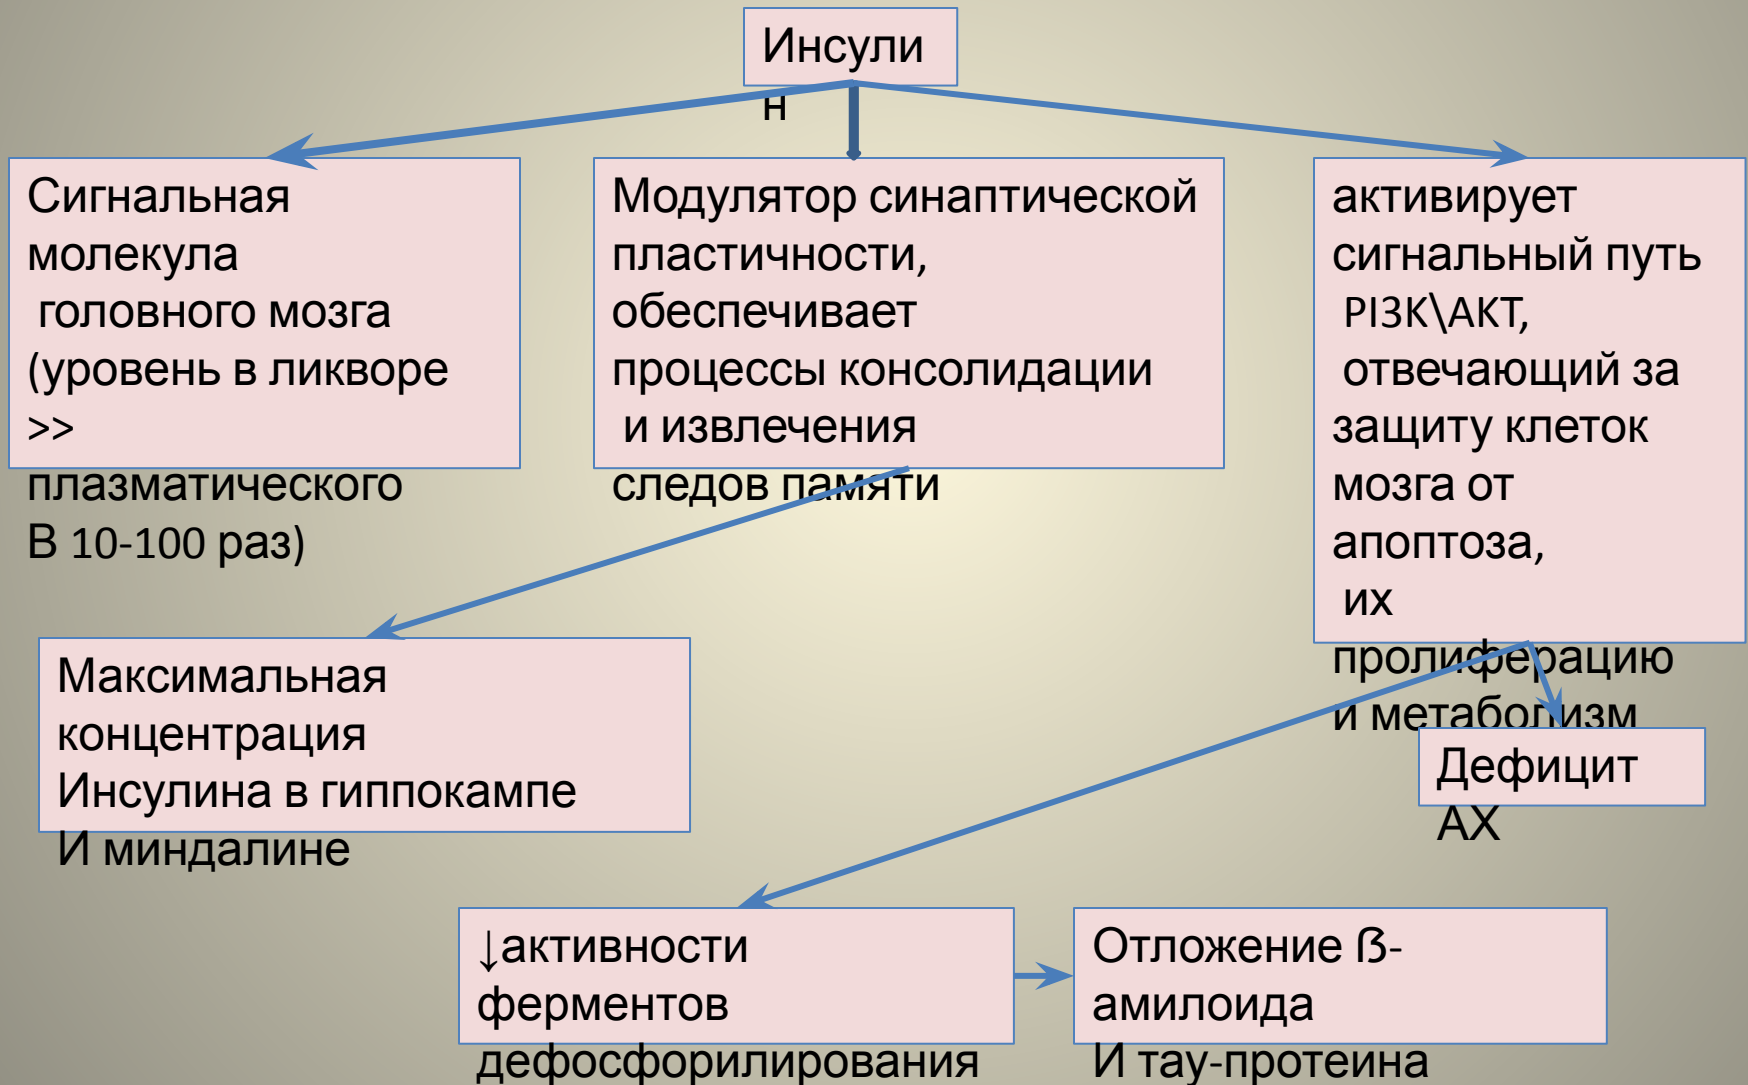 Инсули
н
Сигнальная
молекула
головного мозга
(уровень в ликворе
>>
плазматического
В 10-100 раз)
Модулятор синаптической
пластичности,
обеспечивает
процессы консолидации
и извлечения
следов памяти
активирует
сигнальный путь
PI3K\AKT,
отвечающий за
защиту клеток
мозга от
апоптоза,
их
пролиферацию
и метаболизм
Максимальная
концентрация
Инсулина в гиппокампе
И миндалине
Дефицит
АХ
↓активности
ферментов
дефосфорилирования
Отложение ß-
амилоида
И тау-протеина